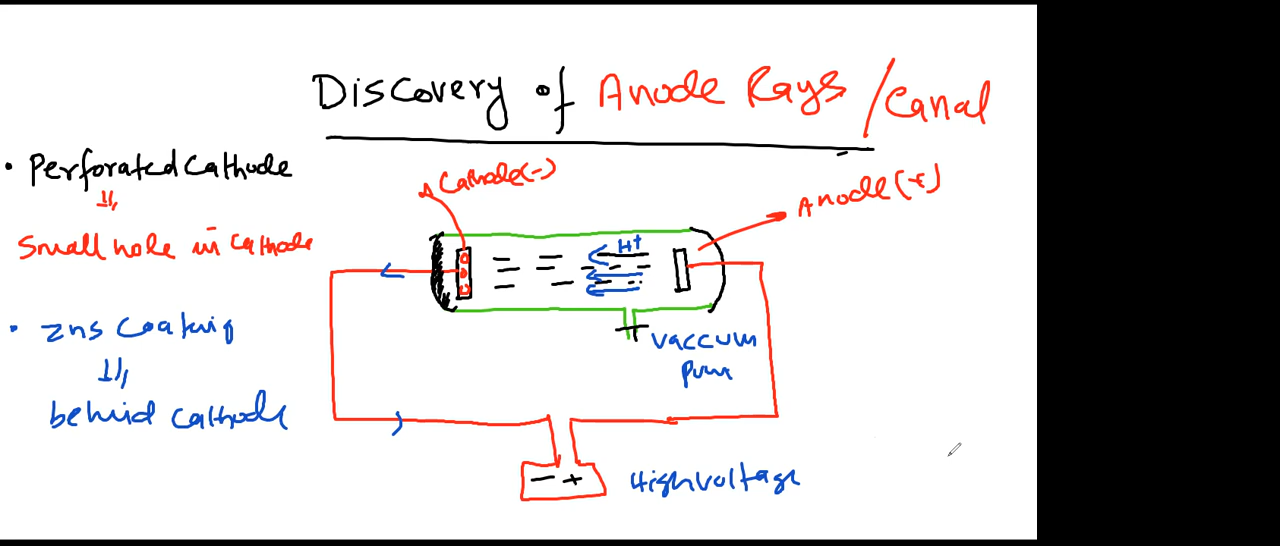 Discovery of Anode Rays / Canal
• Perforated Cathode
Small hole in Cathode
• Zns Coating
behind Cathode
Cathode(-)
Anode(+)
H+
Vaccum
Pum
- +
High Voltage